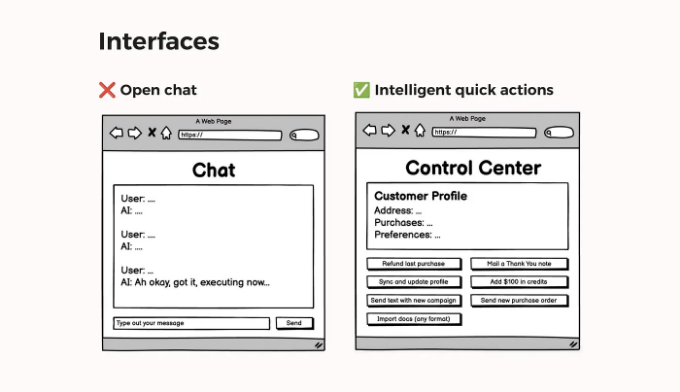 Interfaces
❌ Open chat
A Web Page
https://
Chat
User: ....
AI: ....
User: ....
AI: ....
User: ...
AI: Ah okay, got it, executing now...
Type out your message
Send
✅ Intelligent quick actions
A Web Page
https://
Control Center
Customer Profile
Address: ...
Purchases: ...
Preferences: ...
Refund last purchase
Mail a Thank You note
Sync and update profile
Add $100 in credits
Send text with new campaign
Send new purchase order
Import docs (any format)